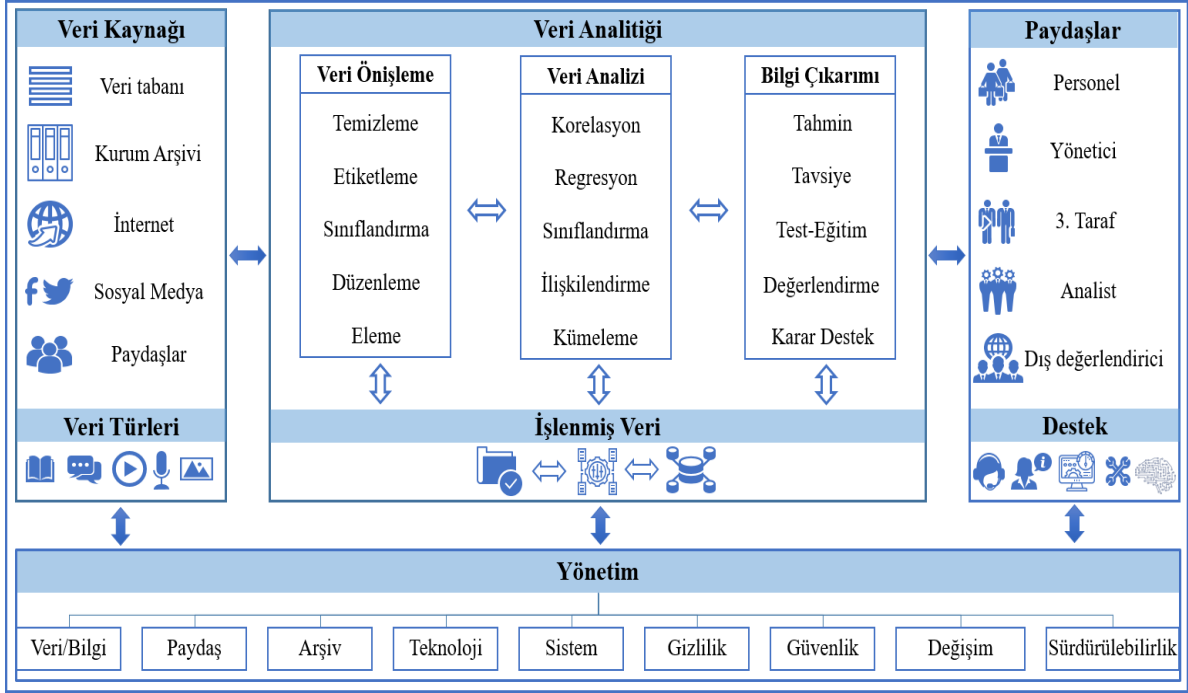 Veri Kaynağı
Veri tabanı
Kurum Arşivi
İnternet
Sosyal Medya
Paydaşlar
Veri Türleri
Veri Analitiği
Veri Önişleme
Temizleme
Etiketleme
Sınıflandırma
Düzenleme
Eleme
Veri Analizi
Korelasyon
Regresyon
Sınıflandırma
İlişkilendirme
Kümeleme
Bilgi Çıkarımı
Tahmin
Tavsiye
Test-Eğitim
Değerlendirme
Karar Destek
İşlenmiş Veri
Paydaşlar
Personel
Yönetici
3. Taraf
Analist
Dış değerlendirici
Destek
Yönetim
Veri/Bilgi
Paydaş
Arşiv
Teknoloji
Sistem
Gizlilik
Güvenlik
Değişim
Sürdürülebilirlik